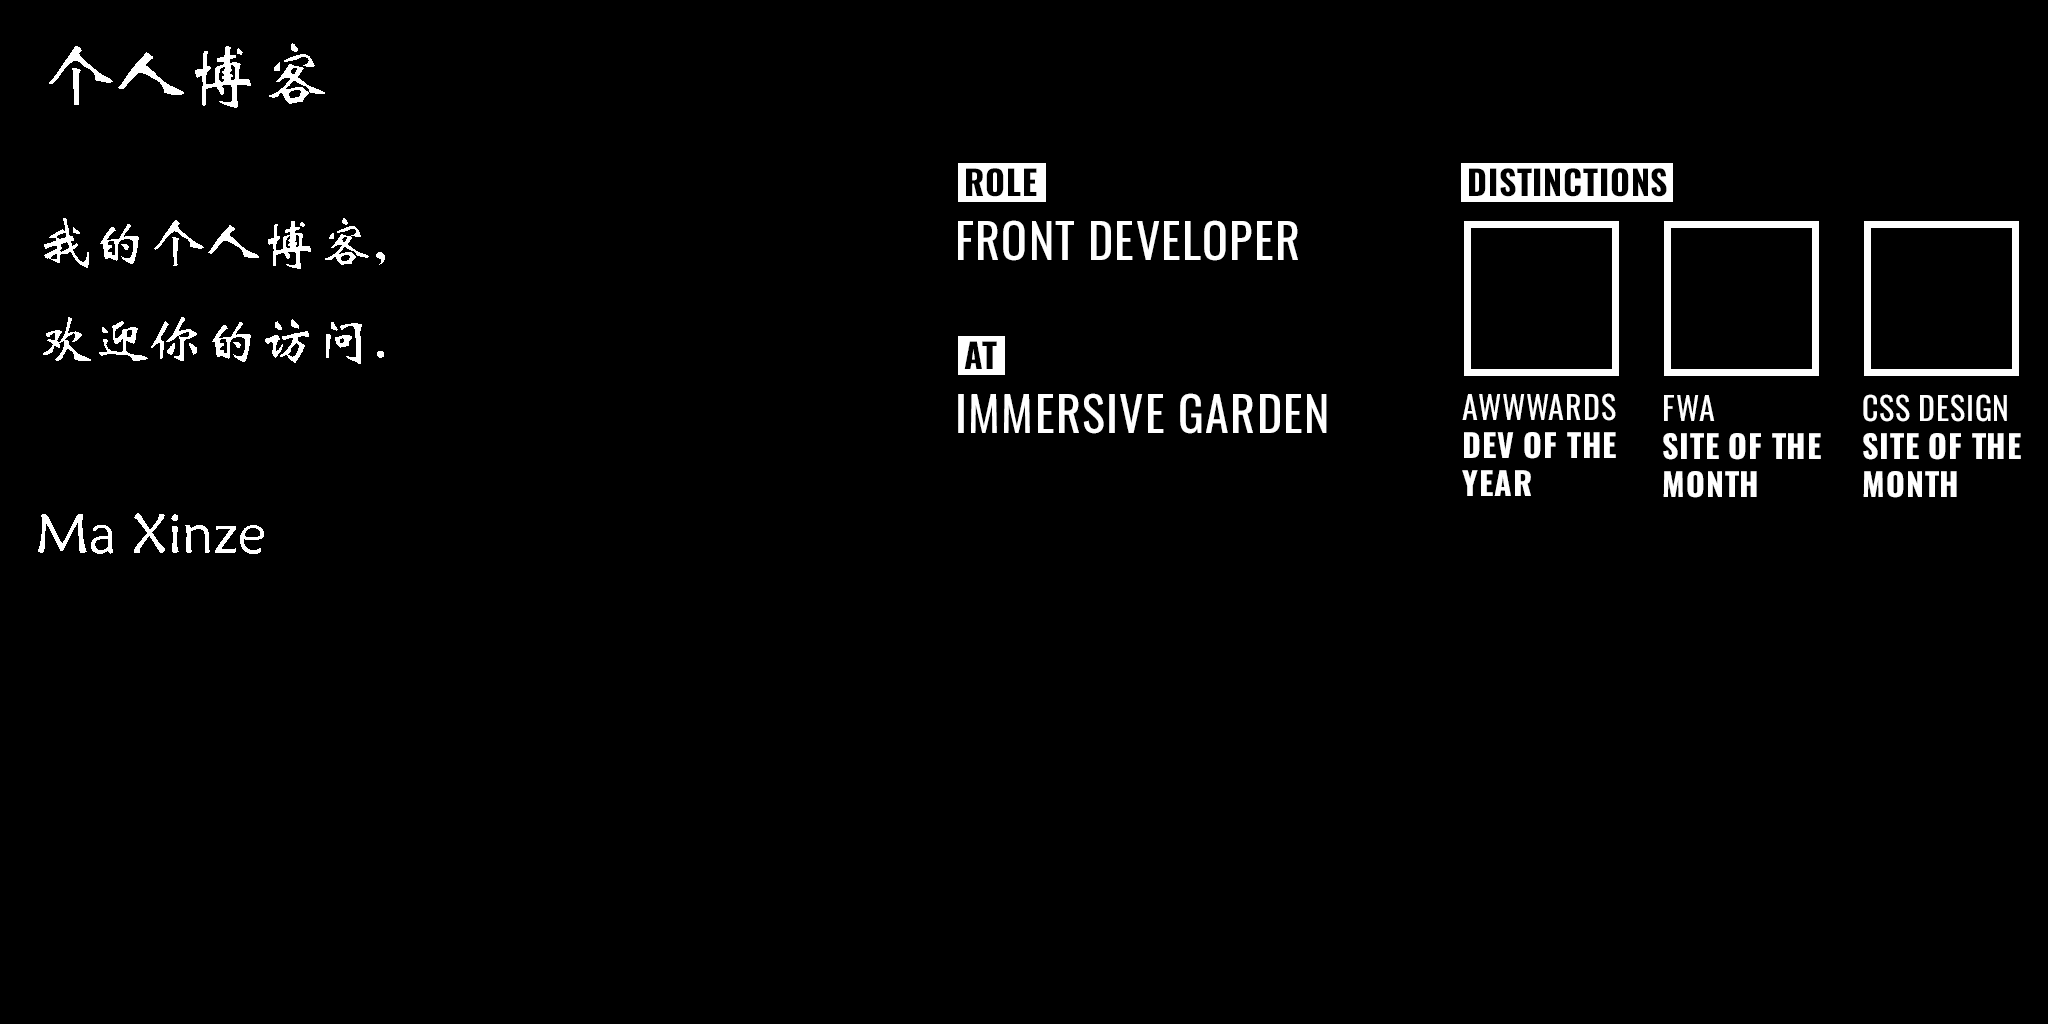 个人博客
我的个人博客,
欢迎你的访问.
Ma Xinze
ROLE
FRONT DEVELOPER
AT
IMMERSIVE GARDEN
DISTINCTIONS
AWWWARDS
DEV OF THE
YEAR
FWA
SITE OF THE
MONTH
CSS DESIGN
SITE OF THE
MONTH